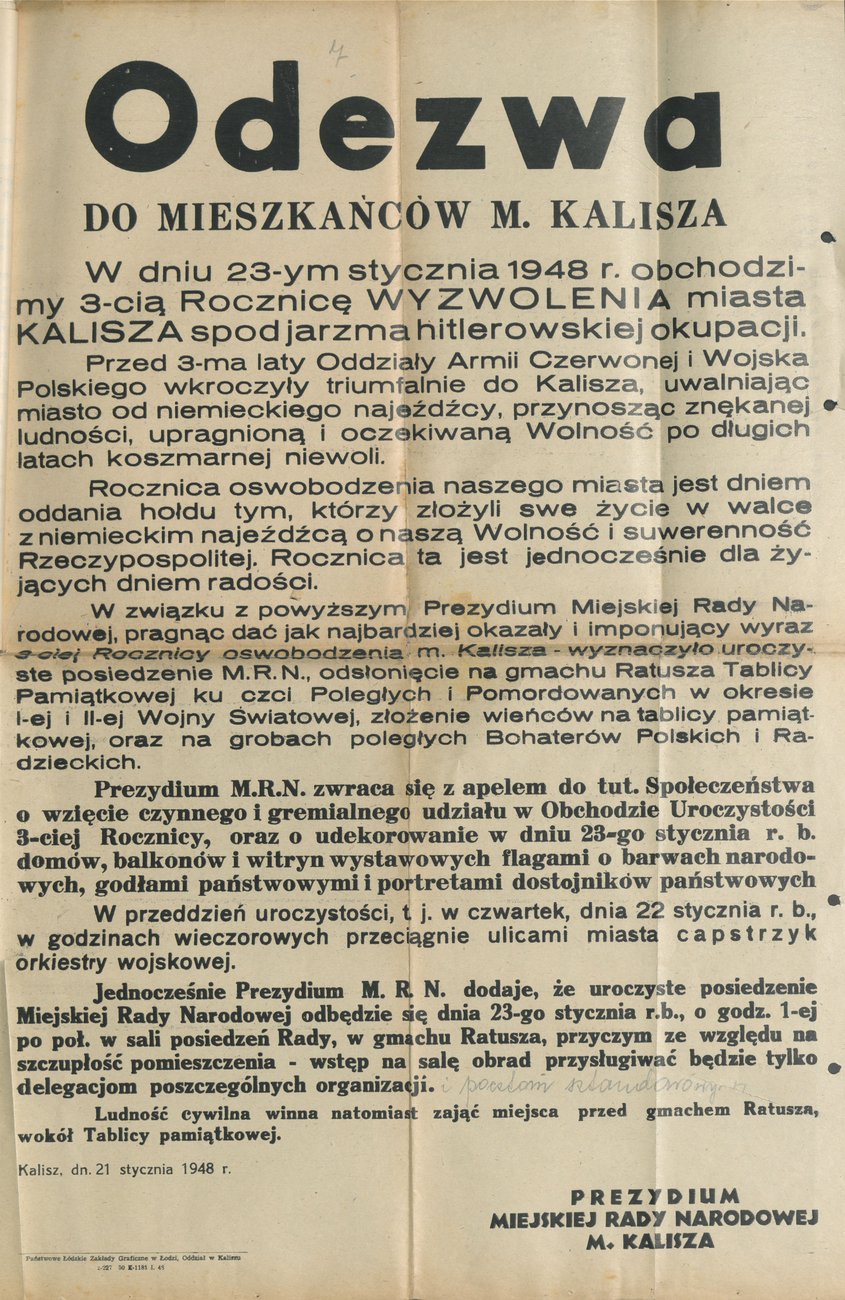 Odezwa
DO MIESZKAŃCÓW M. KALISZA
W dniu 23-ym stycznia 1948 r. obchodzi-
my 3-cią Rocznicę WYZWOLENIA miasta
KALISZA spod jarzma hitlerowskiej okupacji.
Przed 3-ma laty Oddziały Armii Czerwonej i Wojska
Polskiego wkroczyły triumfalnie do Kalisza, uwalniając
miasto od niemieckiego najeźdźcy, przynosząc znękanej
ludności, upragnioną i oczekiwaną Wolność po długich
latach koszmarnej niewoli.
Rocznica oswobodzenia naszego miasta jest dniem
oddania hołdu tym, którzy złożyli swe życie w walce
z niemieckim najeźdźcą o naszą Wolność i suwerenność
Rzeczypospolitej. Rocznica ta jest jednocześnie dla ży-
jących dniem radości.
W związku z powyższym Prezydium Miejskiej Rady Na-
rodowej, pragnąc dać jak najbardziej okazały i imponujący wyraz
3-ciej Rocznicy oswobodzenia m. Kalisza - wyznaczyło uroczy-
ste posiedzenie M.R.N., odsłonięcie na gmachu Ratusza Tablicy
Pamiątkowej ku czci Poległych i Pomordowanych w okresie
I-ej i II-ej Wojny Światowej, złożenie wieńców na tablicy pamiąt-
kowej, oraz na grobach poległych Bohaterów Polskich i Ra-
dzieckich.
Prezydium M.R.N. zwraca się z apelem do tut. Społeczeństwa
o wzięcie czynnego i gremialnego udziału w Obchodzie Uroczystości
3-ciej Rocznicy, oraz o udekorowanie w dniu 23-go stycznia r. b.
domów, balkonów i witryn wystawowych flagami o barwach narodo-
wych, godłami państwowymi i portretami dostojników państwowych
W przeddzień uroczystości, t j. w czwartek, dnia 22 stycznia r. b.,
w godzinach wieczorowych przeciągnie ulicami miasta capstrzyk
orkiestry wojskowej.
Jednocześnie Prezydium M. R. N. dodaje, że uroczyste posiedzenie
Miejskiej Rady Narodowej odbędzie się dnia 23-go stycznia r.b., o godz. 1-ej
po poł. w sali posiedzeń Rady, w gmachu Ratusza, przyczym ze względu na
szczupłość pomieszczenia - wstęp na salę obrad przysługiwać będzie tylko
delegacjom poszczególnych organizacji. i pocztom sztandarowym
Ludność cywilna winna natomiast zająć miejsca przed gmachem Ratusza,
wokół Tablicy pamiątkowej.
Kalisz, dn. 21 stycznia 1948 r.
PREZYDIUM
MIEJSKIEJ RADY NARODOWEJ
M. KALISZA
Państwowe Łódzkie Zakłady Graficzne w Łodzi, Oddział w Kaliszu